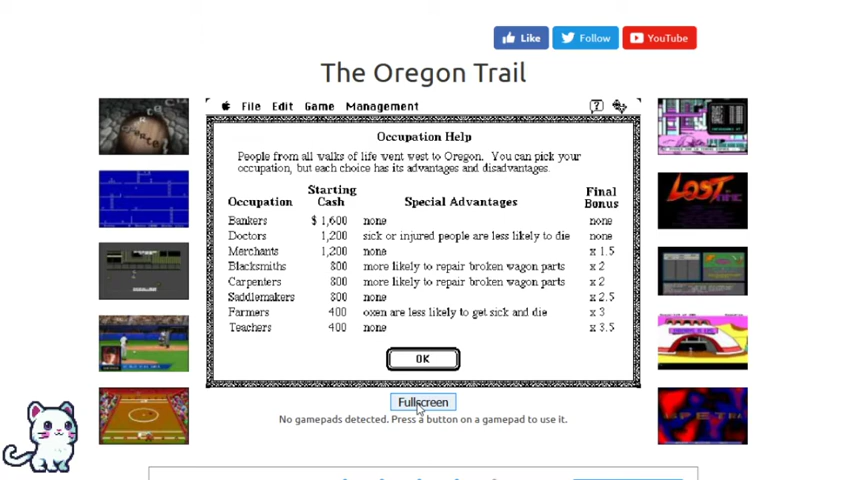 Like
Follow
YouTube
The Oregon Trail
File Edit Game Management
?
Occupation Help
People from all walks of life went west to Oregon. You can pick your
occupation, but each choice has its advantages and disadvantages.
Occupation Starting Cash Special Advantages Final Bonus
Bankers $ 1,600 none none
Doctors 1,200 sick or injured people are less likely to die none
Merchants 1,200 none x 1.5
Blacksmiths 800 more likely to repair broken wagon parts x 2
Carpenters 800 more likely to repair broken wagon parts x 2
Saddlemakers 800 none x 2.5
Farmers 400 oxen are less likely to get sick and die x 3
Teachers 400 none x 3.5
OK
Fullscreen
No gamepads detected. Press a button on a gamepad to use it.
LOST